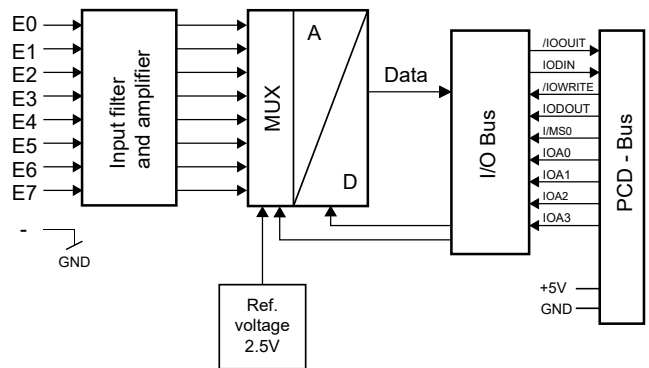 E0
E1
E2
E3
E4
E5
E6
E7
-
GND
Input filter
and amplifier
MUX
A
D
Ref.
voltage
2.5V
Data
I/O Bus
/IOOUIT
IODIN
/IOWRITE
IODOUT
I/MS0
IOA0
IOA1
IOA2
IOA3
+5V
GND
PCD - Bus